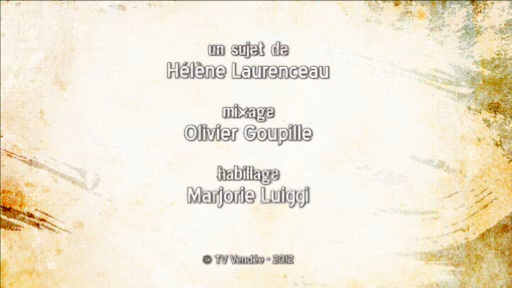 un sujet de
Hélène Laurenceau
mixage
Olivier Goupille
habillage
Marjorie Luiggi
© TV Vendée - 2012